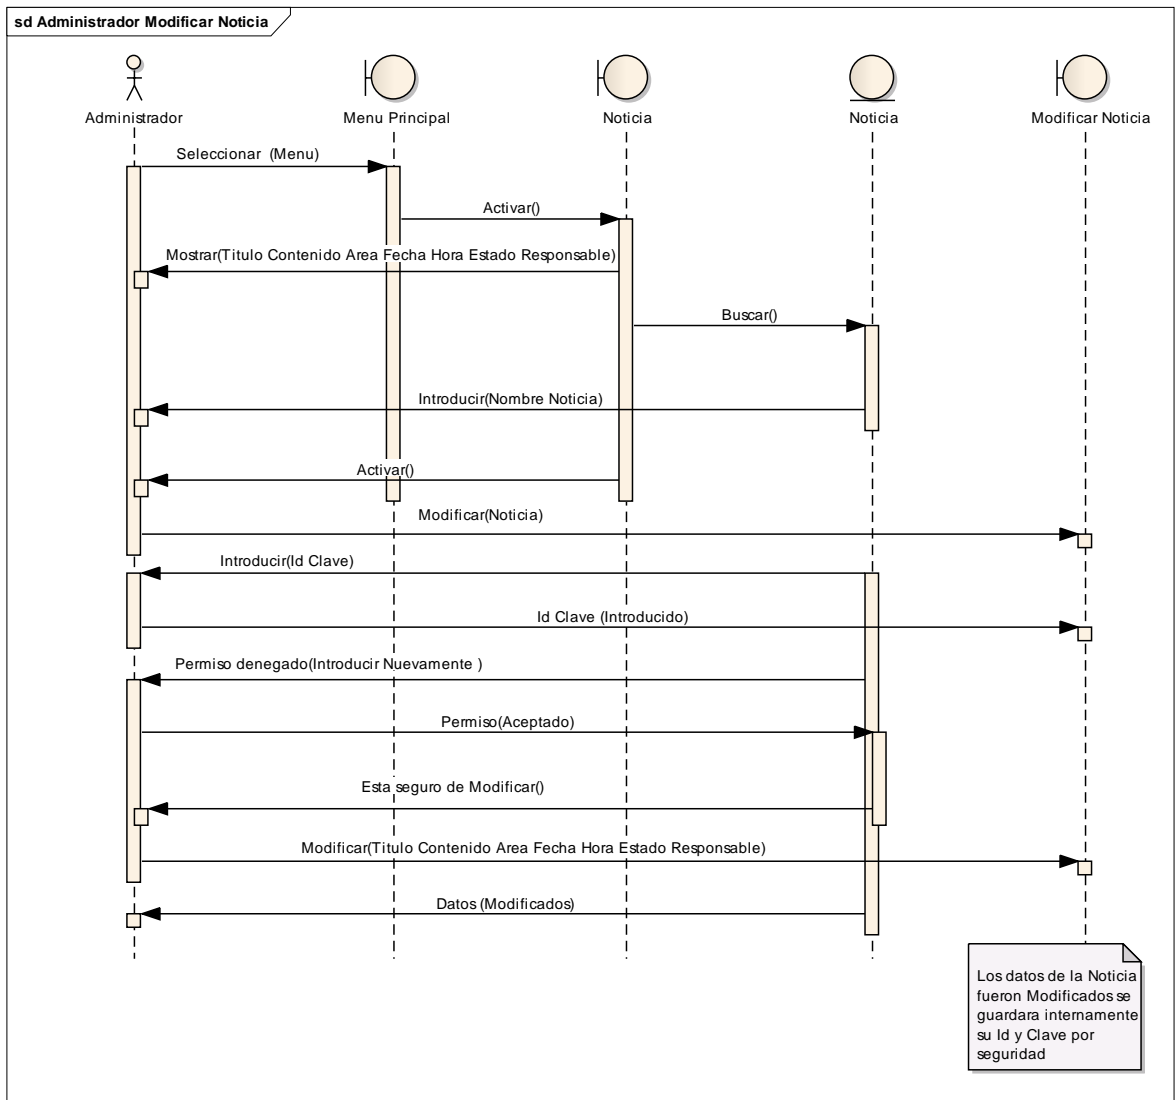 sd Administrador Modificar Noticia
Administrador
Menu Principal
Noticia
Noticia
Modificar Noticia
Seleccionar (Menu)
Activar()
Mostrar(Titulo Contenido Area Fecha Hora Estado Responsable)
Buscar()
Introducir(Nombre Noticia)
Activar()
Modificar(Noticia)
Introducir(Id Clave)
Id Clave (Introducido)
Permiso denegado(Introducir Nuevamente )
Permiso(Aceptado)
Esta seguro de Modificar()
Modificar(Titulo Contenido Area Fecha Hora Estado Responsable)
Datos (Modificados)
Los datos de la Noticia
fueron Modificados se
guardara internamente
su Id y Clave por
seguridad